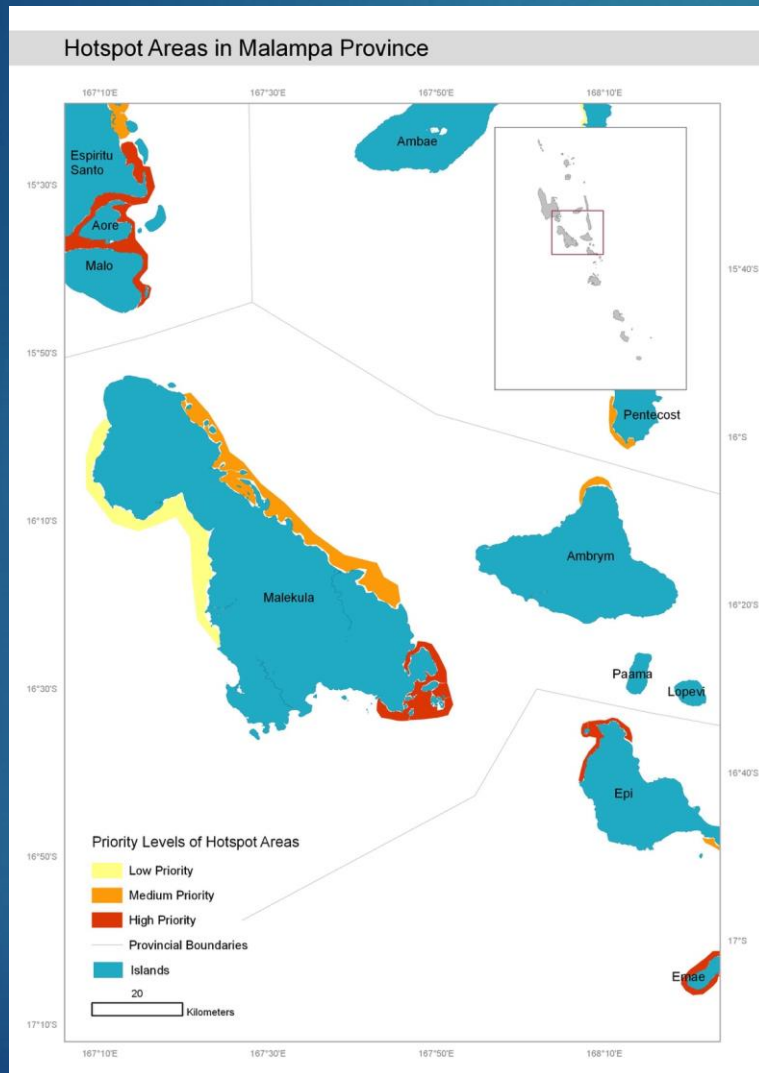 Hotspot Areas in Malampa Province
167°10'E 167°30'E 167°50'E 168°10'E
Ambae
Espiritu
Santo
15°30'S
Aore
Malo
15°40'S
15°50'S
Pentecost
16°S
16°10'S
Ambrym
Malekula
16°20'S
Paama
16°30'S
Lopevi
16°40'S
Epi
Priority Levels of Hotspot Areas
16°50'S
Low Priority
Medium Priority
High Priority
Provincial Boundaries
17°S
Islands
Emae
20
Kilometers
17°10'S
167°10'E 167°30'E 167°50'E 168°10'E